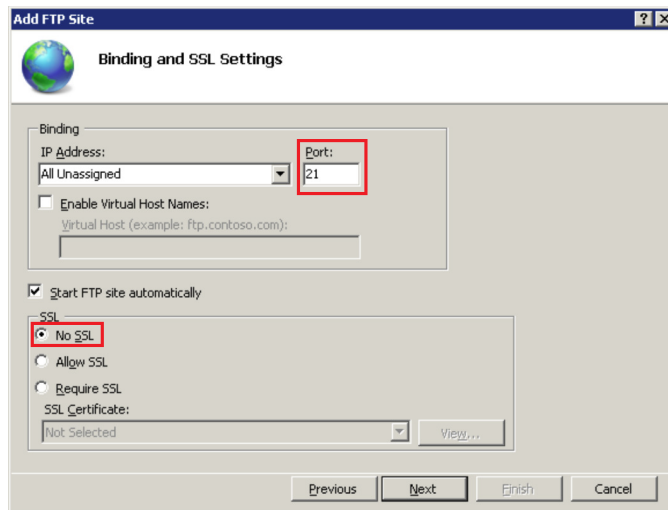 Add FTP Site
Binding and SSL Settings
Binding
IP Address:
Port:
All Unassigned
21
Enable Virtual Host Names:
Virtual Host (example: ftp.contoso.com):
Start FTP site automatically
SSL
No SSL
Allow SSL
Require SSL
SSL Certificate:
Not Selected
View...
Previous
Next
Finish
Cancel